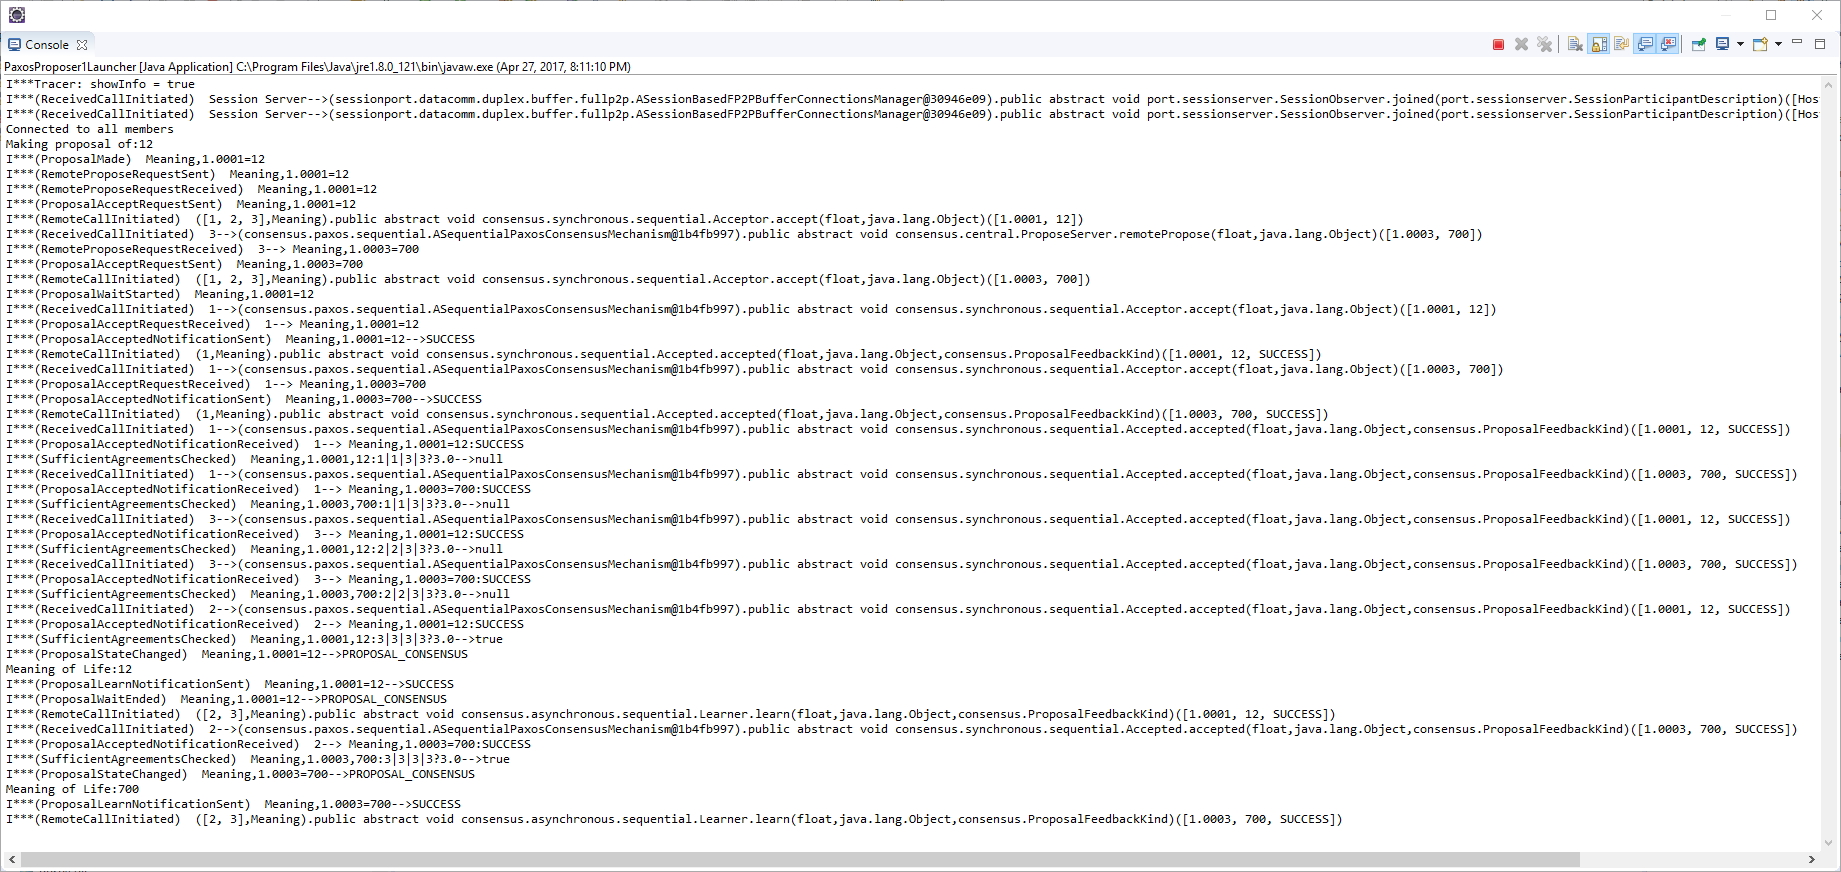 Console
PaxosProposer1Launcher [Java Application] C:\Program Files\Java\jre1.8.0_121\bin\javaw.exe (Apr 27, 2017, 8:11:10 PM)
I***Tracer: showInfo = true
I***(ReceivedCallInitiated)  Session Server-->(sessionport.datacomm.duplex.buffer.fullp2p.ASessionBasedFP2PBufferConnectionsManager@30946e09).public abstract void port.sessionserver.SessionObserver.joined(port.sessionserver.SessionParticipantDescription)([Hos
I***(ReceivedCallInitiated)  Session Server-->(sessionport.datacomm.duplex.buffer.fullp2p.ASessionBasedFP2PBufferConnectionsManager@30946e09).public abstract void port.sessionserver.SessionObserver.joined(port.sessionserver.SessionParticipantDescription)([Hos
Connected to all members
Making proposal of:12
I***(ProposalMade)  Meaning,1.0001=12
I***(RemoteProposeRequestSent)  Meaning,1.0001=12
I***(RemoteProposeRequestReceived)  Meaning,1.0001=12
I***(ProposalAcceptRequestSent)  Meaning,1.0001=12
I***(RemoteCallInitiated)  ([1, 2, 3],Meaning).public abstract void consensus.synchronous.sequential.Acceptor.accept(float,java.lang.Object)([1.0001, 12])
I***(ReceivedCallInitiated)  3-->(consensus.paxos.sequential.ASequentialPaxosConsensusMechanism@1b4fb997).public abstract void consensus.central.ProposeServer.remotePropose(float,java.lang.Object)([1.0003, 700])
I***(RemoteProposeRequestReceived)  3--> Meaning,1.0003=700
I***(ProposalAcceptRequestSent)  Meaning,1.0003=700
I***(RemoteCallInitiated)  ([1, 2, 3],Meaning).public abstract void consensus.synchronous.sequential.Acceptor.accept(float,java.lang.Object)([1.0003, 700])
I***(ProposalWaitStarted)  Meaning,1.0001=12
I***(ReceivedCallInitiated)  1-->(consensus.paxos.sequential.ASequentialPaxosConsensusMechanism@1b4fb997).public abstract void consensus.synchronous.sequential.Acceptor.accept(float,java.lang.Object)([1.0001, 12])
I***(ProposalAcceptRequestReceived)  1--> Meaning,1.0001=12
I***(ProposalAcceptedNotificationSent)  Meaning,1.0001=12-->SUCCESS
I***(RemoteCallInitiated)  (1,Meaning).public abstract void consensus.synchronous.sequential.Accepted.accepted(float,java.lang.Object,consensus.ProposalFeedbackKind)([1.0001, 12, SUCCESS])
I***(ReceivedCallInitiated)  1-->(consensus.paxos.sequential.ASequentialPaxosConsensusMechanism@1b4fb997).public abstract void consensus.synchronous.sequential.Acceptor.accept(float,java.lang.Object)([1.0003, 700])
I***(ProposalAcceptRequestReceived)  1--> Meaning,1.0003=700
I***(ProposalAcceptedNotificationSent)  Meaning,1.0003=700-->SUCCESS
I***(RemoteCallInitiated)  (1,Meaning).public abstract void consensus.synchronous.sequential.Accepted.accepted(float,java.lang.Object,consensus.ProposalFeedbackKind)([1.0003, 700, SUCCESS])
I***(ReceivedCallInitiated)  1-->(consensus.paxos.sequential.ASequentialPaxosConsensusMechanism@1b4fb997).public abstract void consensus.synchronous.sequential.Accepted.accepted(float,java.lang.Object,consensus.ProposalFeedbackKind)([1.0001, 12, SUCCESS])
I***(ProposalAcceptedNotificationReceived)  1--> Meaning,1.0001=12:SUCCESS
I***(SufficientAgreementsChecked)  Meaning,1.0001,12:1|1|3|3?3.0-->null
I***(ReceivedCallInitiated)  1-->(consensus.paxos.sequential.ASequentialPaxosConsensusMechanism@1b4fb997).public abstract void consensus.synchronous.sequential.Accepted.accepted(float,java.lang.Object,consensus.ProposalFeedbackKind)([1.0003, 700, SUCCESS])
I***(ProposalAcceptedNotificationReceived)  1--> Meaning,1.0003=700:SUCCESS
I***(SufficientAgreementsChecked)  Meaning,1.0003,700:1|1|3|3?3.0-->null
I***(ReceivedCallInitiated)  3-->(consensus.paxos.sequential.ASequentialPaxosConsensusMechanism@1b4fb997).public abstract void consensus.synchronous.sequential.Accepted.accepted(float,java.lang.Object,consensus.ProposalFeedbackKind)([1.0001, 12, SUCCESS])
I***(ProposalAcceptedNotificationReceived)  3--> Meaning,1.0001=12:SUCCESS
I***(SufficientAgreementsChecked)  Meaning,1.0001,12:2|2|3|3?3.0-->null
I***(ReceivedCallInitiated)  3-->(consensus.paxos.sequential.ASequentialPaxosConsensusMechanism@1b4fb997).public abstract void consensus.synchronous.sequential.Accepted.accepted(float,java.lang.Object,consensus.ProposalFeedbackKind)([1.0003, 700, SUCCESS])
I***(ProposalAcceptedNotificationReceived)  3--> Meaning,1.0003=700:SUCCESS
I***(SufficientAgreementsChecked)  Meaning,1.0003,700:2|2|3|3?3.0-->null
I***(ReceivedCallInitiated)  2-->(consensus.paxos.sequential.ASequentialPaxosConsensusMechanism@1b4fb997).public abstract void consensus.synchronous.sequential.Accepted.accepted(float,java.lang.Object,consensus.ProposalFeedbackKind)([1.0001, 12, SUCCESS])
I***(ProposalAcceptedNotificationReceived)  2--> Meaning,1.0001=12:SUCCESS
I***(SufficientAgreementsChecked)  Meaning,1.0001,12:3|3|3|3?3.0-->true
I***(ProposalStateChanged)  Meaning,1.0001=12-->PROPOSAL_CONSENSUS
Meaning of Life:12
I***(ProposalLearnNotificationSent)  Meaning,1.0001=12-->SUCCESS
I***(ProposalWaitEnded)  Meaning,1.0001=12-->PROPOSAL_CONSENSUS
I***(RemoteCallInitiated)  ([2, 3],Meaning).public abstract void consensus.asynchronous.sequential.Learner.learn(float,java.lang.Object,consensus.ProposalFeedbackKind)([1.0001, 12, SUCCESS])
I***(ReceivedCallInitiated)  2-->(consensus.paxos.sequential.ASequentialPaxosConsensusMechanism@1b4fb997).public abstract void consensus.synchronous.sequential.Accepted.accepted(float,java.lang.Object,consensus.ProposalFeedbackKind)([1.0003, 700, SUCCESS])
I***(ProposalAcceptedNotificationReceived)  2--> Meaning,1.0003=700:SUCCESS
I***(SufficientAgreementsChecked)  Meaning,1.0003,700:3|3|3|3?3.0-->true
I***(ProposalStateChanged)  Meaning,1.0003=700-->PROPOSAL_CONSENSUS
Meaning of Life:700
I***(ProposalLearnNotificationSent)  Meaning,1.0003=700-->SUCCESS
I***(RemoteCallInitiated)  ([2, 3],Meaning).public abstract void consensus.asynchronous.sequential.Learner.learn(float,java.lang.Object,consensus.ProposalFeedbackKind)([1.0003, 700, SUCCESS])